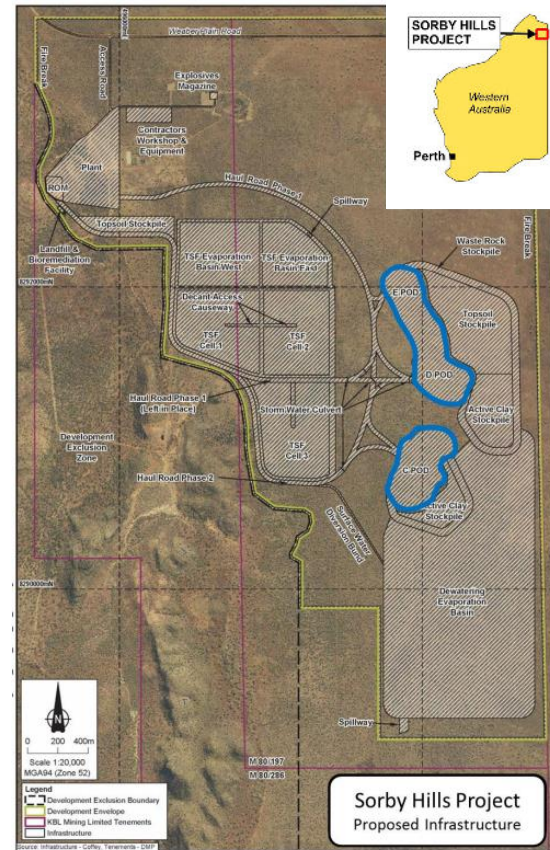 SORBY HILLS
PROJECT
Western
Australia
Perth
Weaber Plain Road
Fire Break
Access Road
Explosives
Magazine
Contractors
Workshop &
Equipment
Plant
ROM
Haul Road Phase 1
Spillway
Topsoil Stockpile
Landfill &
Bioremediation
Facility
TSF Evaporation
Basin West
TSF Evaporation
Basin East
Fire Break
Waste Rock
Stockpile
E POD
Topsoil
Stockpile
Decant Access
Causeway
TSF
Cell 1
TSF
Cell 2
D POD
Haul Road Phase 1
(Left in Place)
Storm Water Culvert
Active Clay
Stockpile
Development
Exclusion
Zone
TSF
Cell 3
C POD
Haul Road Phase 2
Active Clay
Stockpile
Surface Water
Diversion Bund
Dewatering
Evaporation
Basin
Spillway
N
0 200 400m
Scale 1:20,000
MGA94 (Zone 52)
M 80/197
M 80/286
Legend
Development Exclusion Boundary
Development Envelope
KBL Mining Limited Tenements
Infrastructure
Source: Infrastructure - Coffey, Tenements - DMP
Sorby Hills Project
Proposed Infrastructure